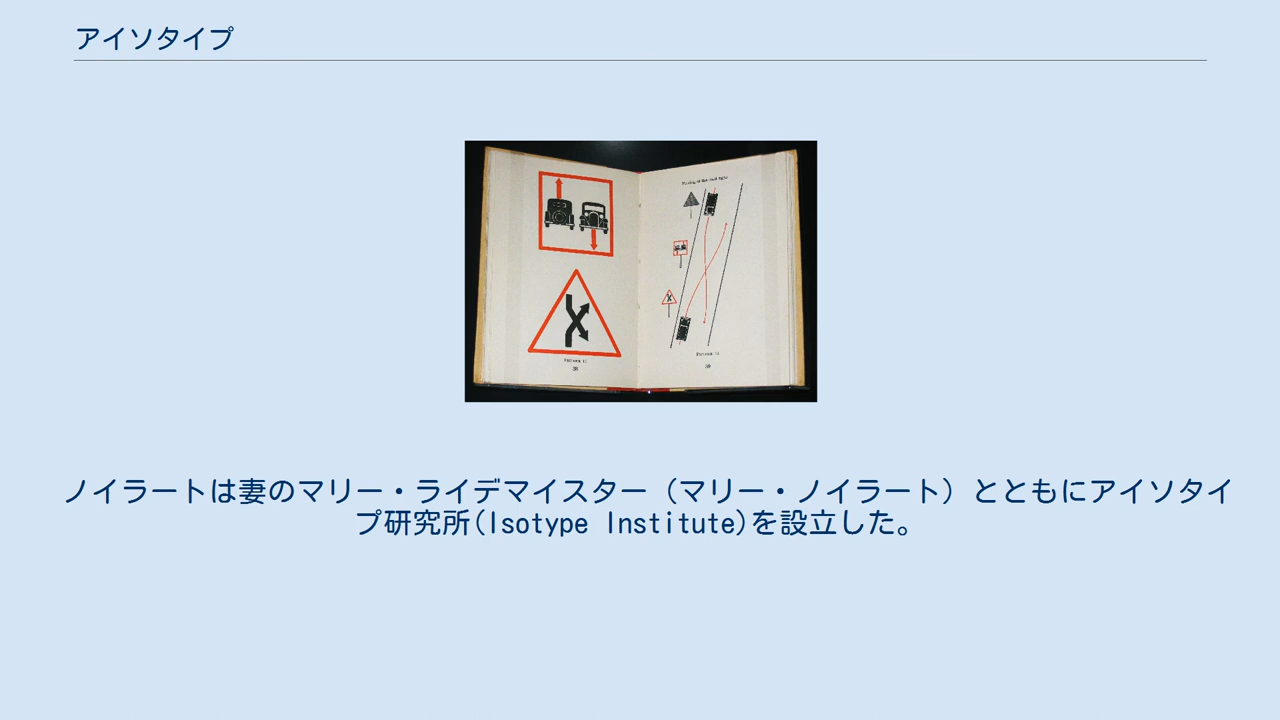 アイソタイプ
38
39
ノイラートは妻のマリー・ライデマイスター（マリー・ノイラート）とともにアイソタイ
プ研究所(Isotype Institute)を設立した。